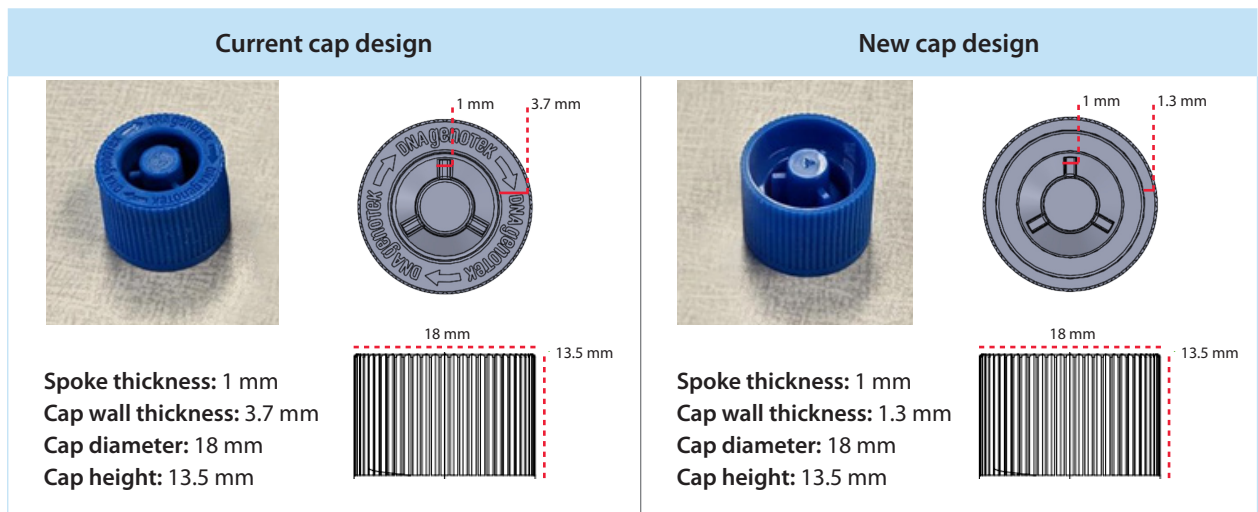 Current cap design
New cap design
1 mm
3.7 mm
DNAgenoTeK
DNAgenoTeK
DNAgenoTeK
18 mm
13.5 mm
Spoke thickness: 1 mm
Cap wall thickness: 3.7 mm
Cap diameter: 18 mm
Cap height: 13.5 mm
1 mm
1.3 mm
18 mm
13.5 mm
Spoke thickness: 1 mm
Cap wall thickness: 1.3 mm
Cap diameter: 18 mm
Cap height: 13.5 mm